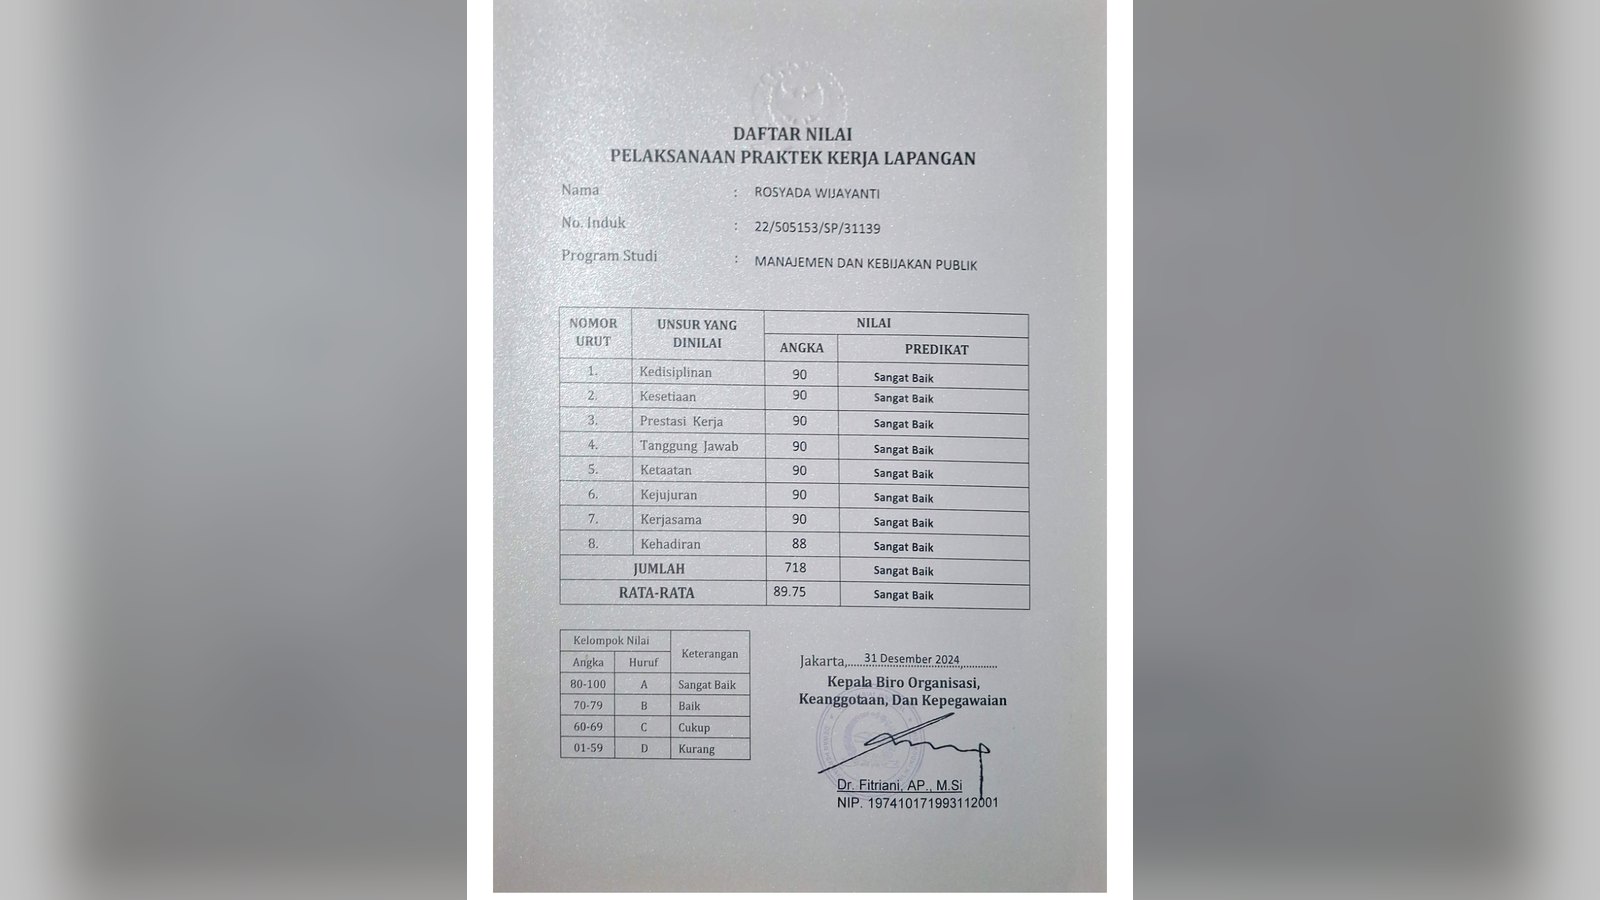 DAFTAR NILAI
PELAKSANAAN PRAKTEK KERJA LAPANGAN
Nama : ROSYADA WIJAYANTI
No. Induk : 22/505153/SP/31139
Program Studi : MANAJEMEN DAN KEBIJAKAN PUBLIK
NOMOR URUT UNSUR YANG DINILAI NILAI
ANGKA PREDIKAT
1. Kedisiplinan 90 Sangat Baik
2. Kesetiaan 90 Sangat Baik
3. Prestasi Kerja 90 Sangat Baik
4. Tanggung Jawab 90 Sangat Baik
5. Ketaatan 90 Sangat Baik
6. Kejujuran 90 Sangat Baik
7. Kerjasama 90 Sangat Baik
8. Kehadiran 88 Sangat Baik
JUMLAH 718 Sangat Baik
RATA-RATA 89.75 Sangat Baik
Kelompok Nilai Keterangan
Angka Huruf
80-100 A Sangat Baik
70-79 B Baik
60-69 C Cukup
01-59 D Kurang
Jakarta, 31 Desember 2024
Kepala Biro Organisasi,
Keanggotaan, Dan Kepegawaian
Dr. Fitriani, AP., M.Si
NIP. 197410171993112001